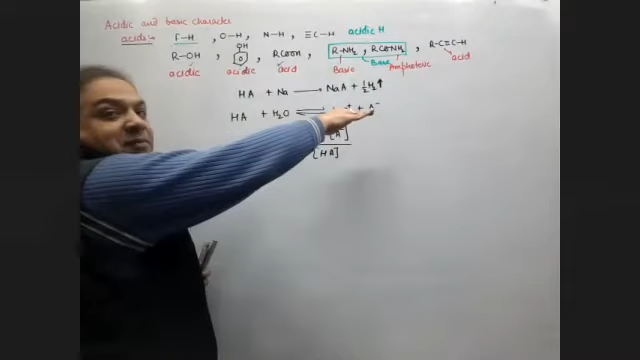 Acidic and basic character
acids:- F-H , O-H , N-H , ≡C-H acidic H
R-OH , OH , RCOOH , R-NH₂ , RCONH₂ , R-C≡C-H
acidic acidic acid Basic Base Amphoteric acid
HA + Na ⟶ NaA + ½H₂↑
HA + H₂O ⇌ + A⁻
[A⁻]
[HA]